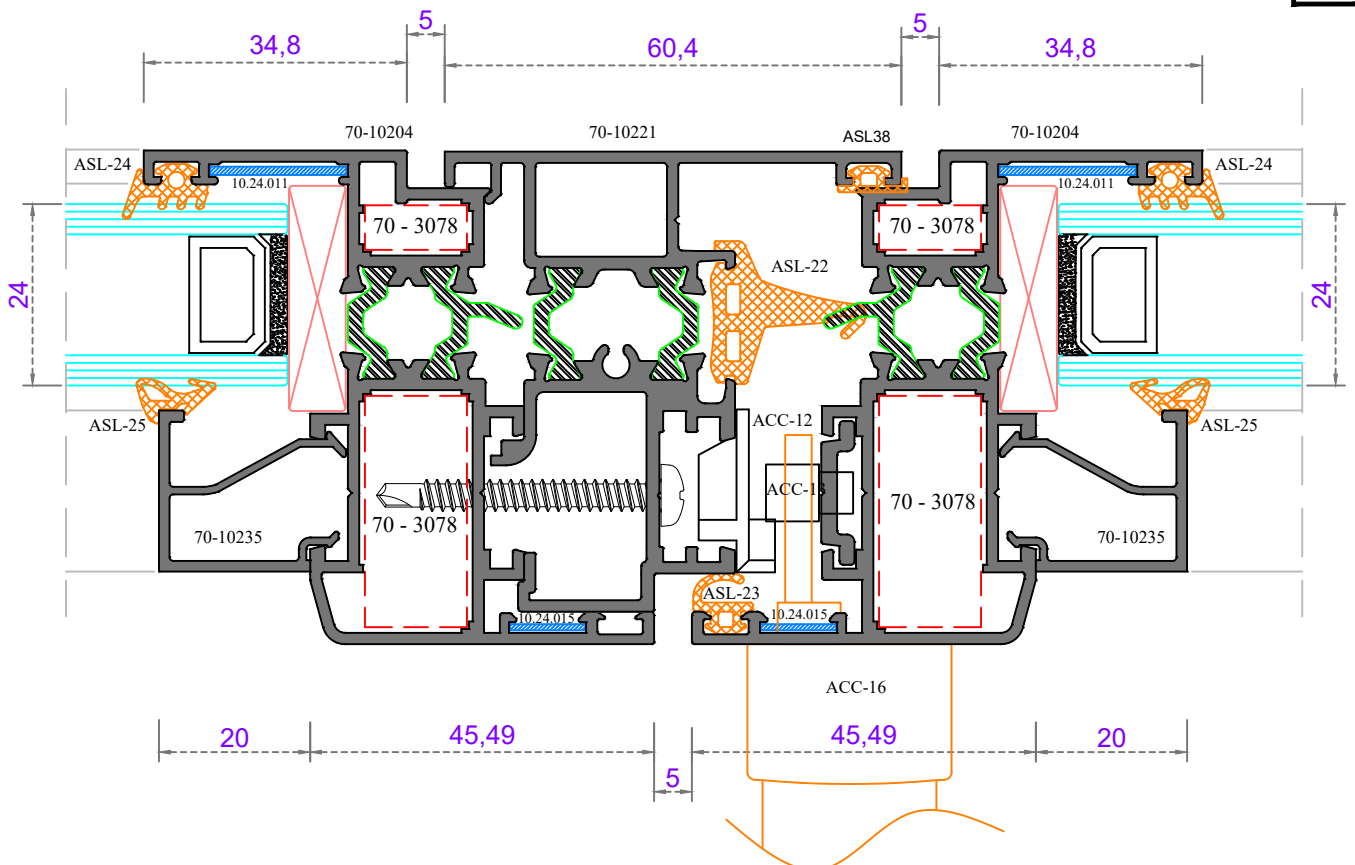 5 5
34,8 60,4 34,8
70-10204 70-10221 ASL38 70-10204
ASL-24 ASL-24
10.24.011 10.24.011
70 - 3078 70 - 3078
ASL-22
24 24
ASL-25 ACC-12 ASL-25
ACC-13
70 - 3078 70 - 3078
70-10235 70-10235
ASL-23
10.24.015 10.24.015
ACC-16
20 45,49 45,49 20
5